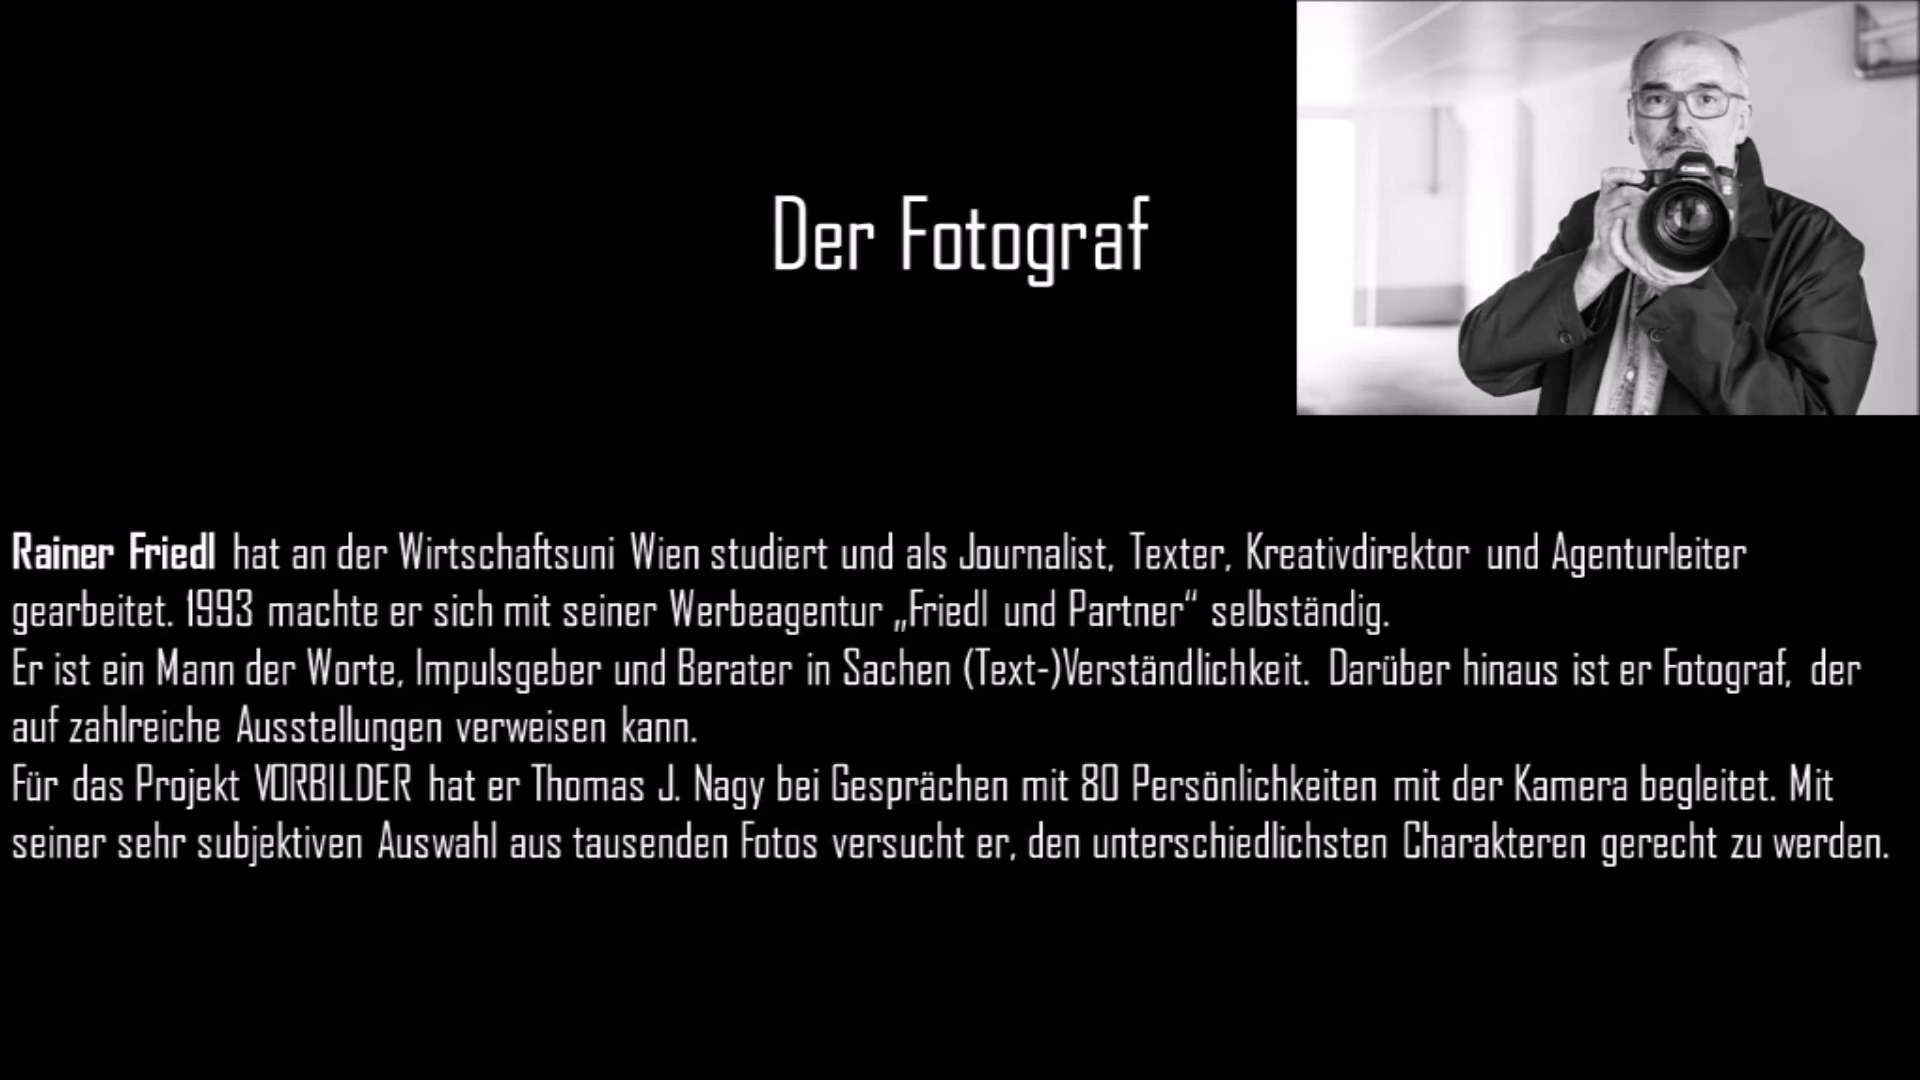 Der Fotograf
Canon
Rainer Friedl hat an der Wirtschaftsuni Wien studiert und als Journalist, Texter, Kreativdirektor und Agenturleiter
gearbeitet. 1993 machte er sich mit seiner Werbeagentur „Friedl und Partner“ selbständig.
Er ist ein Mann der Worte, Impulsgeber und Berater in Sachen (Text-)Verständlichkeit. Darüber hinaus ist er Fotograf, der
auf zahlreiche Ausstellungen verweisen kann.
Für das Projekt VORBILDER hat er Thomas J. Nagy bei Gesprächen mit 80 Persönlichkeiten mit der Kamera begleitet. Mit
seiner sehr subjektiven Auswahl aus tausenden Fotos versucht er, den unterschiedlichsten Charakteren gerecht zu werden.